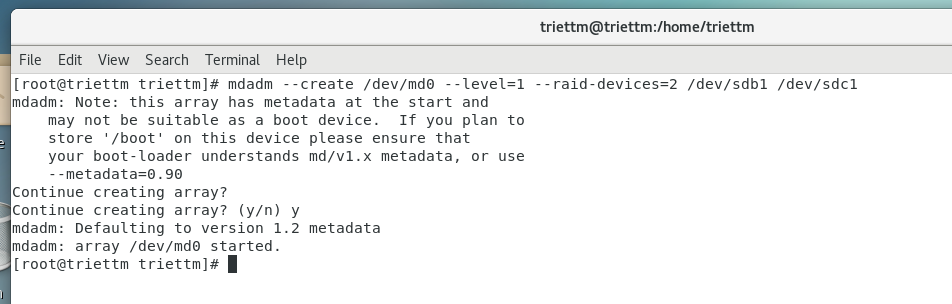 triettm@triettm:/home/triettm
File Edit View Search Terminal Help
[root@triettm triettm]# mdadm --create /dev/md0 --level=1 --raid-devices=2 /dev/sdb1 /dev/sdc1
mdadm: Note: this array has metadata at the start and
    may not be suitable as a boot device.  If you plan to
    store '/boot' on this device please ensure that
    your boot-loader understands md/v1.x metadata, or use
    --metadata=0.90
Continue creating array?
Continue creating array? (y/n) y
mdadm: Defaulting to version 1.2 metadata
mdadm: array /dev/md0 started.
[root@triettm triettm]#